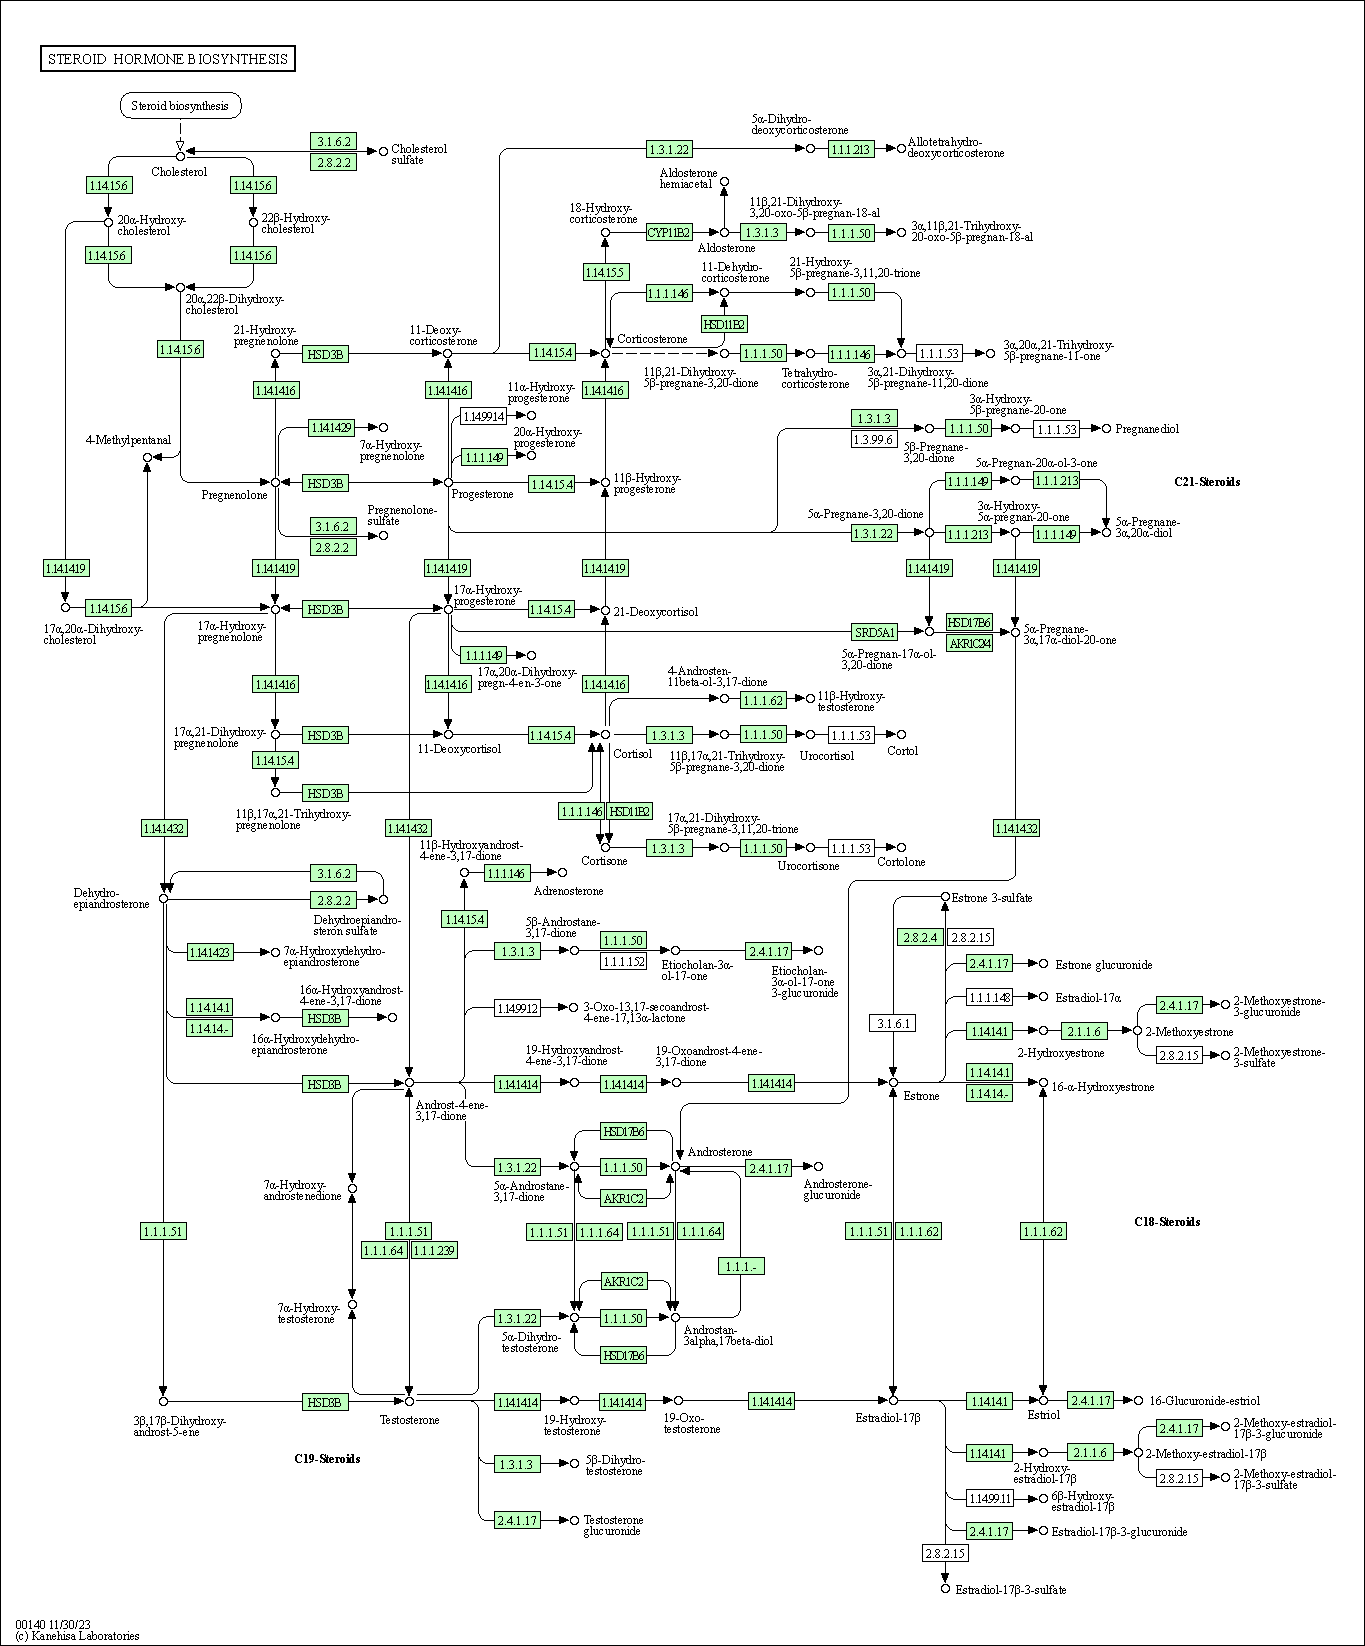 STEROID HORMONE BIOSYNTHESIS
Steroid biosynthesis
Cholesterol
3.1.6.2
2.8.2.2
Cholesterol
sulfate
1.14.15.6
1.14.15.6
20α-Hydroxy-
cholesterol
22β-Hydroxy-
cholesterol
1.14.15.6
1.14.15.6
20α,22β-Dihydroxy-
cholesterol
1.14.15.6
4-Methylpentanal
5α-Dihydro-
deoxycorticosterone
1.3.1.22
1.1.1.213
Allotetrahydro-
deoxycorticosterone
Aldosterone
hemiacetal
18-Hydroxy-
corticosterone
CYP11B2
Aldosterone
11β,21-Dihydroxy-
3,20-oxo-5β-pregnan-18-al
1.3.1.3
1.1.1.50
3α,11β,21-Trihydroxy-
20-oxo-5β-pregnan-18-al
1.14.15.5
11-Dehydro-
corticosterone
21-Hydroxy-
5β-pregnane-3,11,20-trione
1.1.1.146
1.1.1.50
HSD11B2
21-Hydroxy-
pregnenolone
HSD3B
11-Deoxy-
corticosterone
1.14.15.4
Corticosterone
11β,21-Dihydroxy-
5β-pregnane-3,20-dione
1.1.1.50
Tetrahydro-
corticosterone
1.1.1.146
3α,21-Dihydroxy-
5β-pregnane-11,20-dione
1.1.1.53
3α,20α,21-Trihydroxy-
5β-pregnane-11-one
1.14.14.16
1.14.14.16
1.14.14.16
11α-Hydroxy-
progesterone
1.14.99.14
20α-Hydroxy-
progesterone
1.1.1.149
1.14.14.29
7α-Hydroxy-
pregnenolone
Pregnenolone
HSD3B
Progesterone
1.14.15.4
11β-Hydroxy-
progesterone
3.1.6.2
2.8.2.2
Pregnenolone-
sulfate
1.3.1.3
1.3.99.6
5β-Pregnane-
3,20-dione
1.1.1.50
3α-Hydroxy-
5β-pregnane-20-one
1.1.1.53
Pregnanediol
5α-Pregnan-20α-ol-3-one
1.1.1.149
1.1.1.213
C21-Steroids
5α-Pregnane-3,20-dione
1.3.1.22
3α-Hydroxy-
5α-pregnan-20-one
1.1.1.213
1.1.1.149
5α-Pregnane-
3α,20α-diol
1.14.14.19
1.14.14.19
1.14.14.19
1.14.14.19
1.14.14.19
1.14.14.19
1.14.15.6
17α,20α-Dihydroxy-
cholesterol
17α-Hydroxy-
pregnenolone
HSD3B
17α-Hydroxy-
progesterone
1.14.15.4
21-Deoxycortisol
SRD5A1
5α-Pregnan-17α-ol-
3,20-dione
HSD17B6
AKR1C2/4
5α-Pregnane-
3α,17α-diol-20-one
1.1.1.149
17α,20α-Dihydroxy-
pregn-4-en-3-one
1.14.14.16
1.14.14.16
1.14.14.16
4-Androsten-
11beta-ol-3,17-dione
1.1.1.62
11β-Hydroxy-
testosterone
17α,21-Dihydroxy-
pregnenolone
HSD3B
11-Deoxycortisol
1.14.15.4
Cortisol
1.3.1.3
11β,17α,21-Trihydroxy-
5β-pregnane-3,20-dione
1.1.1.50
Urocortisol
1.1.1.53
Cortol
1.14.15.4
HSD3B
11β,17α,21-Trihydroxy-
pregnenolone
1.1.1.146
HSD11B2
17α,21-Dihydroxy-
5β-pregnane-3,11,20-trione
Cortisone
1.3.1.3
1.1.1.50
Urocortisone
1.1.1.53
Cortolone
1.14.14.32
1.14.14.32
1.14.14.32
11β-Hydroxyandrost-
4-ene-3,17-dione
1.1.1.146
Adrenosterone
Dehydro-
epiandrosterone
3.1.6.2
2.8.2.2
Dehydroepiandro-
steron sulfate
1.14.15.4
1.14.14.23
7α-Hydroxydehydro-
epiandrosterone
5β-Androstane-
3,17-dione
1.3.1.3
1.1.1.50
1.1.1.152
Etiocholan-3α-
ol-17-one
2.4.1.17
Etiocholan-
3α-ol-17-one
3-glucuronide
Estrone 3-sulfate
2.8.2.4
2.8.2.15
2.4.1.17
Estrone glucuronide
1.1.1.148
Estradiol-17α
1.14.14.1
1.14.14.-
16α-Hydroxyandrost-
4-ene-3,17-dione
HSD3B
16α-Hydroxydehydro-
epiandrosterone
1.14.99.12
3-Oxo-13,17-secoandrost-
4-ene-17,13α-lactone
3.1.6.1
1.14.14.1
2-Hydroxyestrone
2.1.1.6
2-Methoxyestrone
2.4.1.17
2-Methoxyestrone-
3-glucuronide
2.8.2.15
2-Methoxyestrone-
3-sulfate
HSD3B
Androst-4-ene-
3,17-dione
19-Hydroxyandrost-
4-ene-3,17-dione
19-Oxoandrost-4-ene-
3,17-dione
1.14.14.14
1.14.14.14
1.14.14.14
Estrone
1.14.14.1
1.14.14.-
16-α-Hydroxyestrone
HSD17B6
Androsterone
1.3.1.22
5α-Androstane-
3,17-dione
1.1.1.50
AKR1C2
2.4.1.17
Androsterone-
glucuronide
7α-Hydroxy-
androstenedione
C18-Steroids
1.1.1.51
1.1.1.51
1.1.1.64
1.1.1.239
1.1.1.51
1.1.1.64
1.1.1.51
1.1.1.64
1.1.1.51
1.1.1.62
1.1.1.62
1.1.1.-
7α-Hydroxy-
testosterone
AKR1C2
1.3.1.22
5α-Dihydro-
testosterone
1.1.1.50
HSD17B6
Androstan-
3alpha,17beta-diol
3β,17β-Dihydroxy-
androst-5-ene
HSD3B
Testosterone
1.14.14.14
19-Hydroxy-
testosterone
1.14.14.14
19-Oxo-
testosterone
1.14.14.14
Estradiol-17β
1.14.14.1
Estriol
2.4.1.17
16-Glucuronide-estriol
C19-Steroids
1.3.1.3
5β-Dihydro-
testosterone
2.4.1.17
Testosterone
glucuronide
1.14.14.1
2-Hydroxy-
estradiol-17β
2.1.1.6
2-Methoxy-estradiol-17β
2.4.1.17
2-Methoxy-estradiol-
17β-3-glucuronide
2.8.2.15
2-Methoxy-estradiol-
17β-3-sulfate
1.14.99.11
6β-Hydroxy-
estradiol-17β
2.4.1.17
Estradiol-17β-3-glucuronide
2.8.2.15
Estradiol-17β-3-sulfate
00140 11/30/23
(c) Kanehisa Laboratories